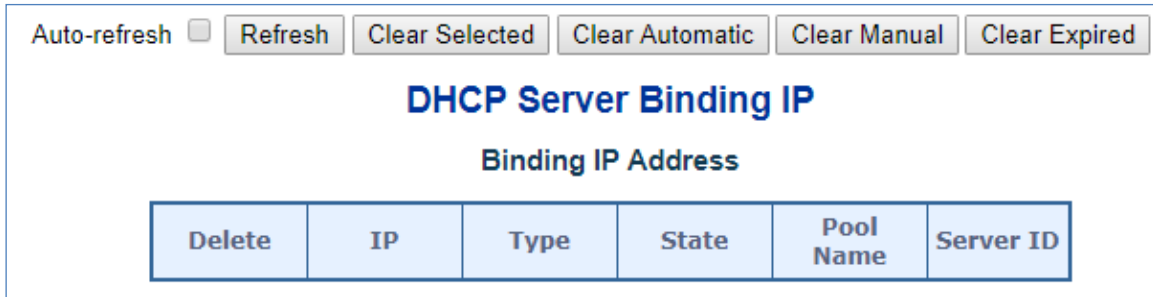 Auto-refresh Refresh Clear Selected Clear Automatic Clear Manual Clear Expired
DHCP Server Binding IP
Binding IP Address
Delete IP Type State Pool Name Server ID